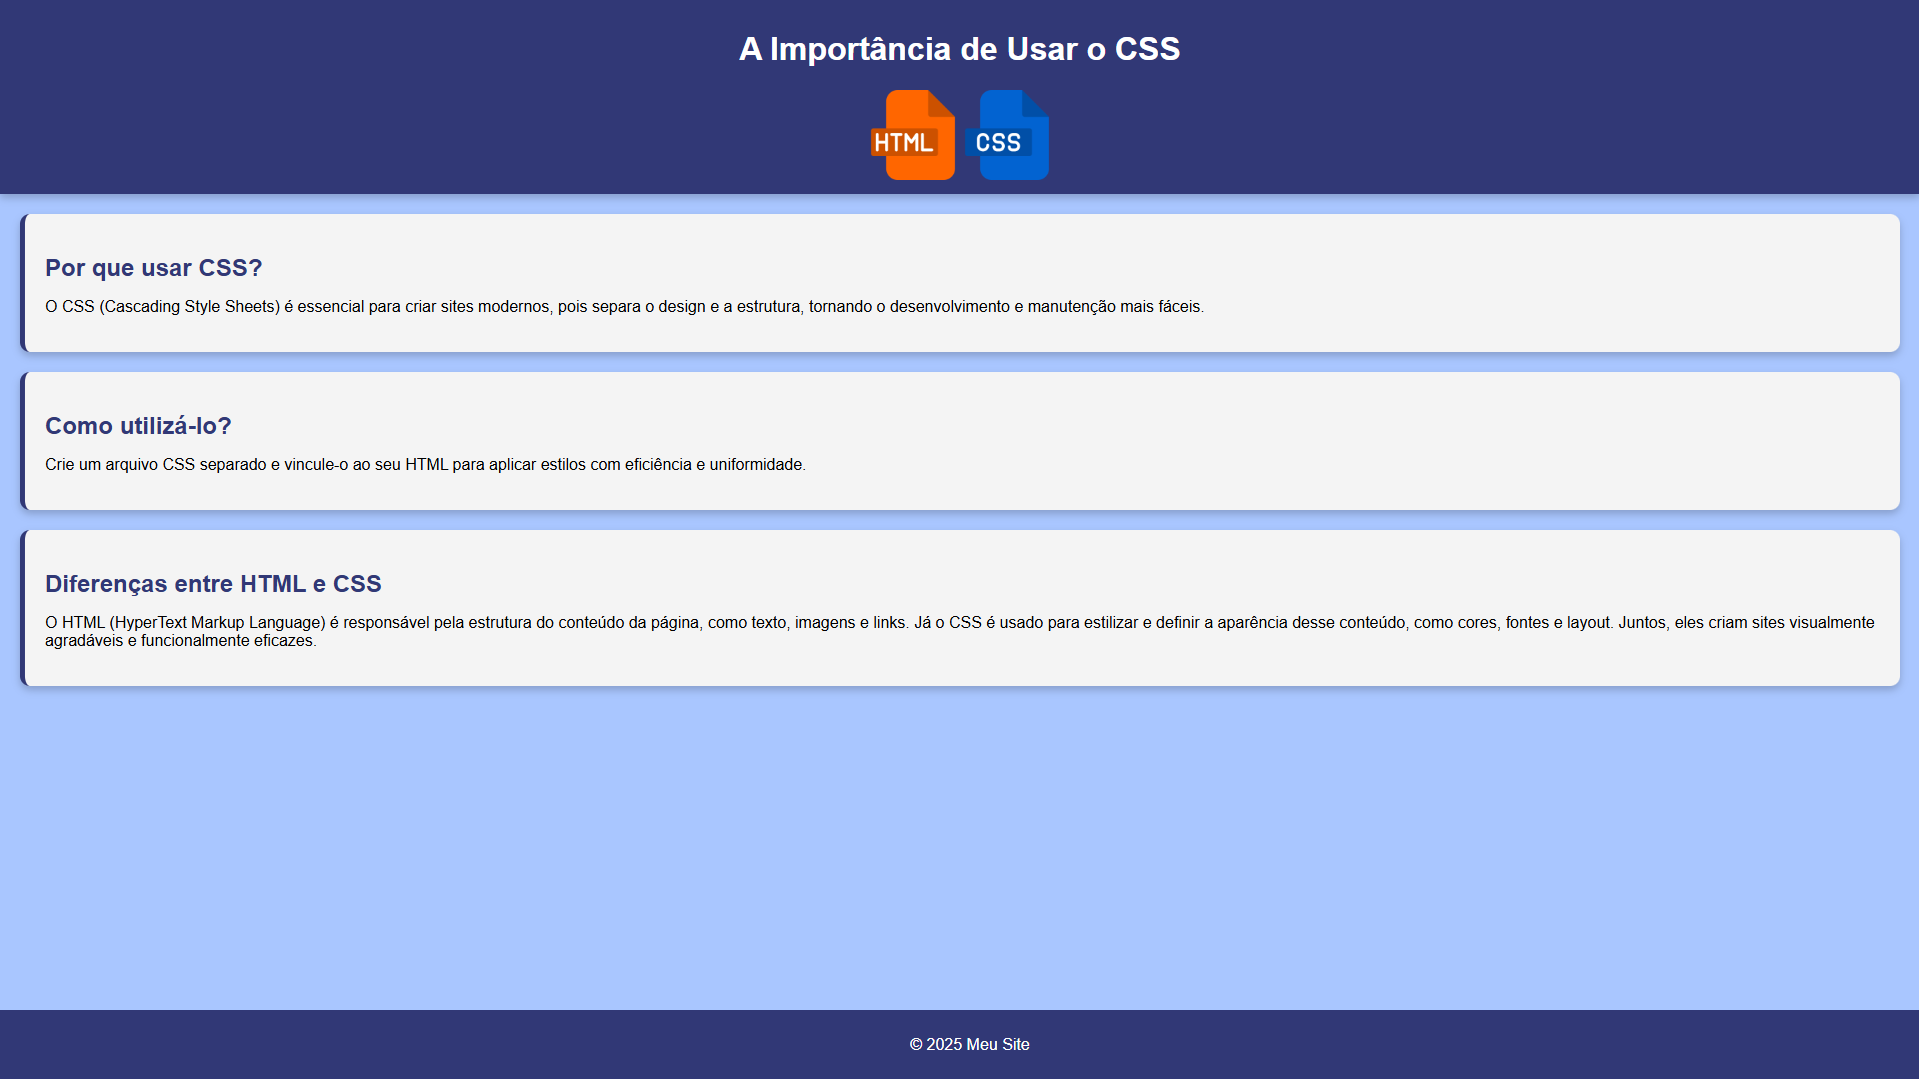 A Importância de Usar o CSS
HTML CSS
Por que usar CSS?
O CSS (Cascading Style Sheets) é essencial para criar sites modernos, pois separa o design e a estrutura, tornando o desenvolvimento e manutenção mais fáceis.
Como utilizá-lo?
Crie um arquivo CSS separado e vincule-o ao seu HTML para aplicar estilos com eficiência e uniformidade.
Diferenças entre HTML e CSS
O HTML (HyperText Markup Language) é responsável pela estrutura do conteúdo da página, como texto, imagens e links. Já o CSS é usado para estilizar e definir a aparência desse conteúdo, como cores, fontes e layout. Juntos, eles criam sites visualmente
agradáveis e funcionalmente eficazes.
© 2025 Meu Site